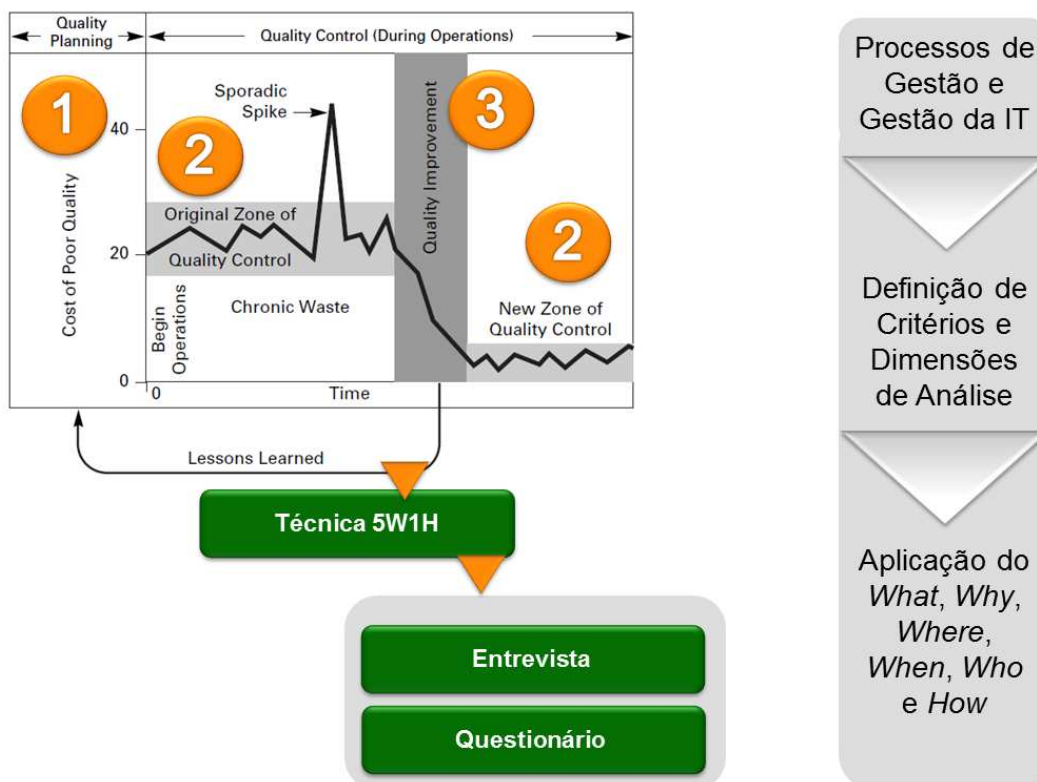 Quality
Planning
Quality Control (During Operations)
1
Cost of Poor Quality
40
20
0
2
Sporadic
Spike
Original Zone of
Quality Control
Begin
Operations
Chronic Waste
Quality Improvement
3
2
New Zone of
Quality Control
0
Time
Lessons Learned
Técnica 5W1H
Entrevista
Questionário
Processos de
Gestão e
Gestão da IT
Definição de
Critérios e
Dimensões
de Análise
Aplicação do
What, Why,
Where,
When, Who
e How